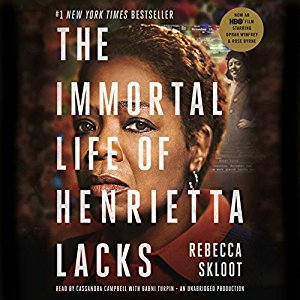 #1 NEW YORK TIMES BESTSELLER
NOW AN
HBO FILM
STARRING
OPRAH WINFREY
& ROSE BYRNE
THE
IMMORTAL
LIFE OF
HENRIETTA
LACKS
REBECCA
SKLOOT
READ BY CASSANDRA CAMPBELL WITH BAHNI TURPIN • AN UNABRIDGED PRODUCTION